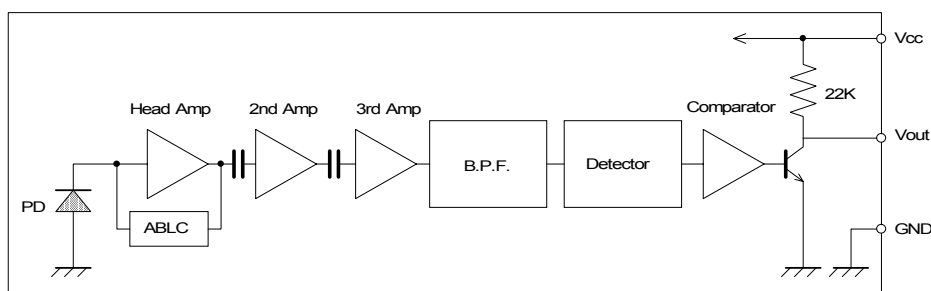 Vcc
Head Amp
2nd Amp
3rd Amp
Comparator
22K
Vout
B.P.F.
Detector
PD
ABLC
GND